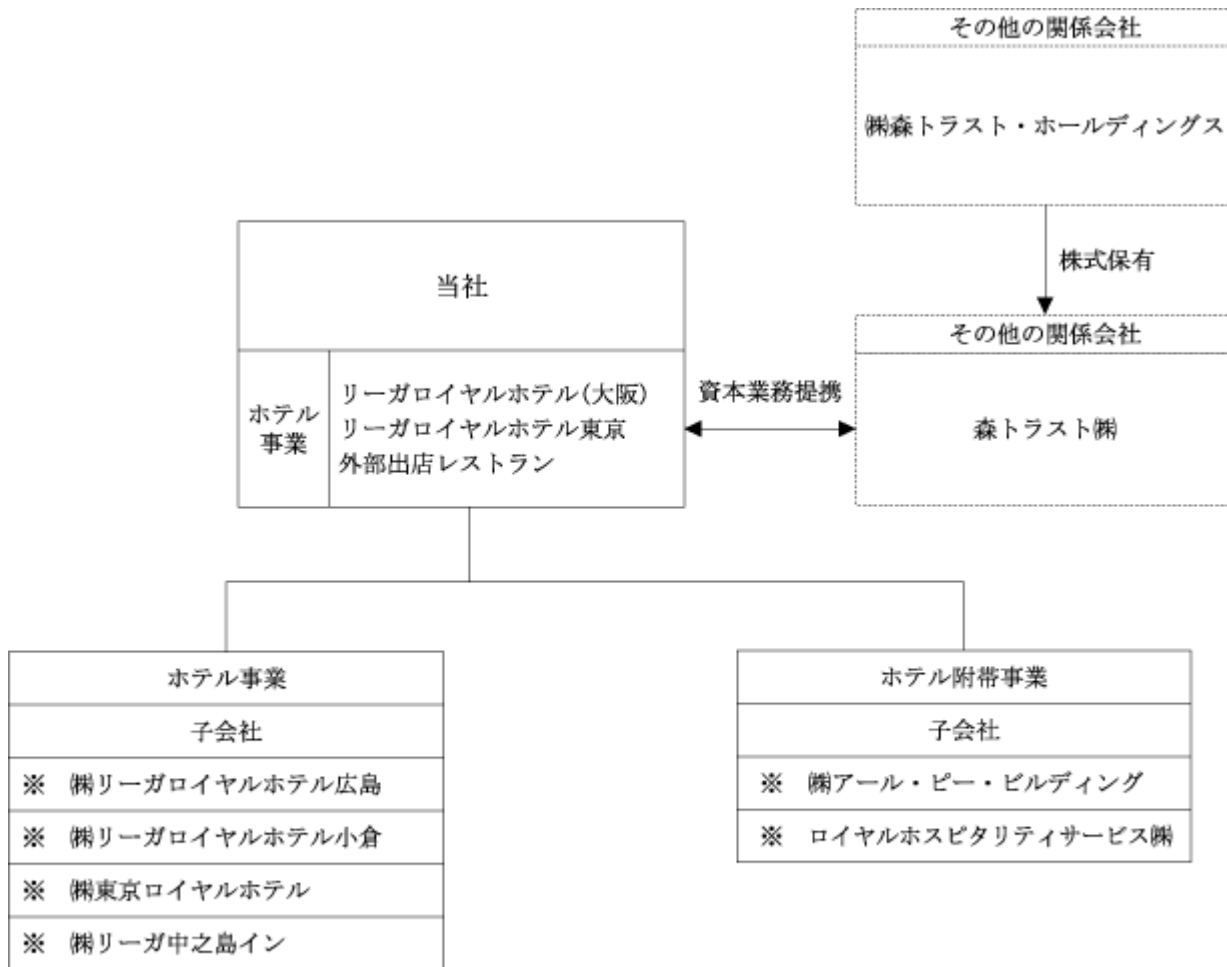 その他の関係会社
㈱森トラスト・ホールディングス
株式保有
その他の関係会社
森トラスト㈱
資本業務提携
当社
ホテル
事業
リーガロイヤルホテル(大阪)
リーガロイヤルホテル東京
外部出店レストラン
ホテル事業
子会社
※ ㈱リーガロイヤルホテル広島
※ ㈱リーガロイヤルホテル小倉
※ ㈱東京ロイヤルホテル
※ ㈱リーガ中之島イン
ホテル附帯事業
子会社
※ ㈱アール・ピー・ビルディング
※ ロイヤルホスピタリティサービス㈱